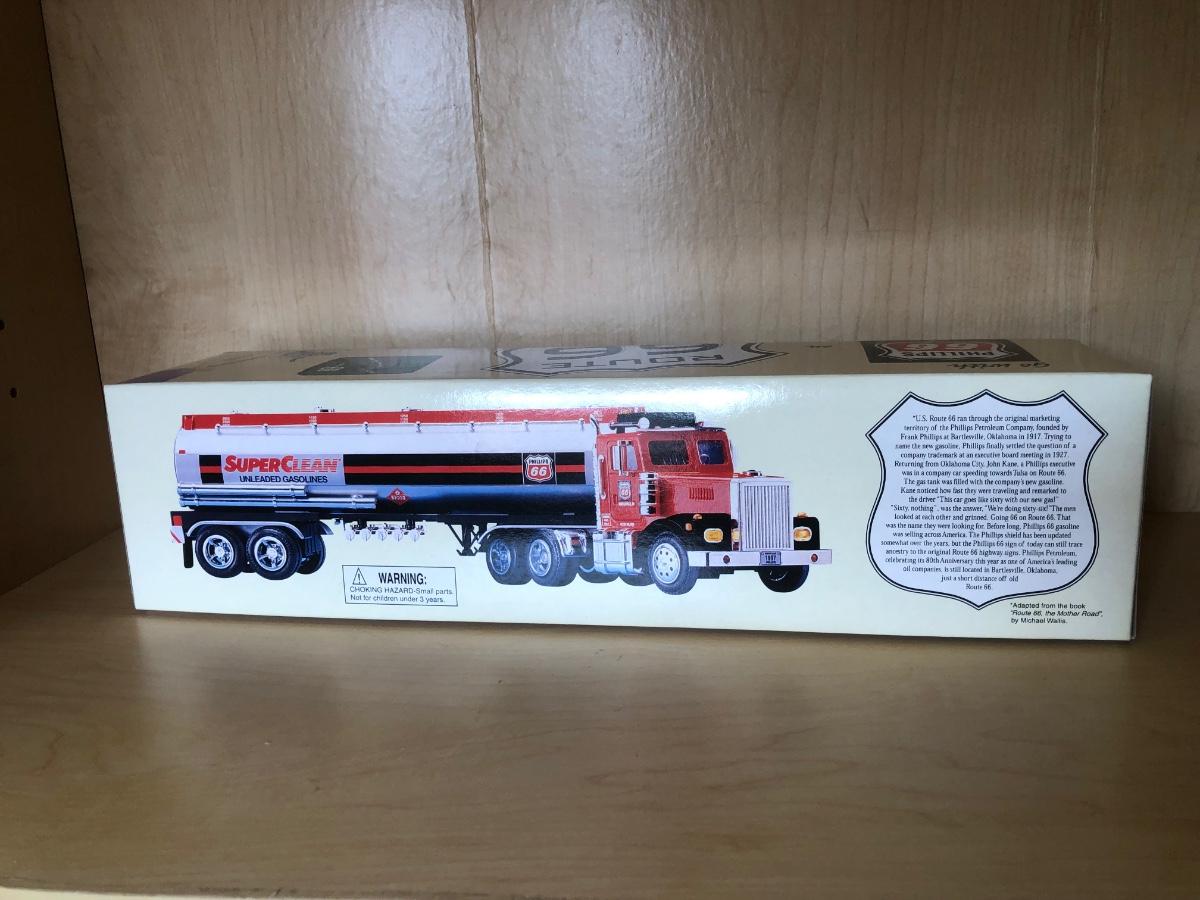 Go with
PHILLIPS
66
ROUTE
66
SUPERCLEAN
UNLEADED GASOLINES
PHILLIPS
66
66
1997
WARNING:
CHOKING HAZARD-Small parts.
Not for children under 3 years.
"U.S. Route 66 ran through the original marketing
territory of the Phillips Petroleum Company, founded by
Frank Phillips at Bartlesville, Oklahoma in 1917. Trying to
name the new gasoline, Phillips finally settled the question of a
company trademark at an executive board meeting in 1927.
Returning from Oklahoma City, John Kane, a Phillips executive
was in a company car speeding towards Tulsa on Route 66.
The gas tank was filled with the company's new gasoline.
Kane noticed how fast they were traveling and remarked to
the driver "This car goes like sixty with our new gas!"
"Sixty, nothing", was the answer, "We're doing sixty-six!" The men
looked at each other and grinned. Going 66 on Route 66. That
was the name they were looking for. Before long, Phillips 66 gasoline
was selling across America. The Phillips shield has been updated
somewhat over the years, but the Phillips 66 sign of today can still trace
ancestry to the original Route 66 highway signs. Phillips Petroleum,
celebrating its 80th Anniversary this year as one of America's leading
oil companies, is still located in Bartlesville, Oklahoma,
just a short distance off old
Route 66.
*Adapted from the book
"Route 66, the Mother Road",
by Michael Wallis.